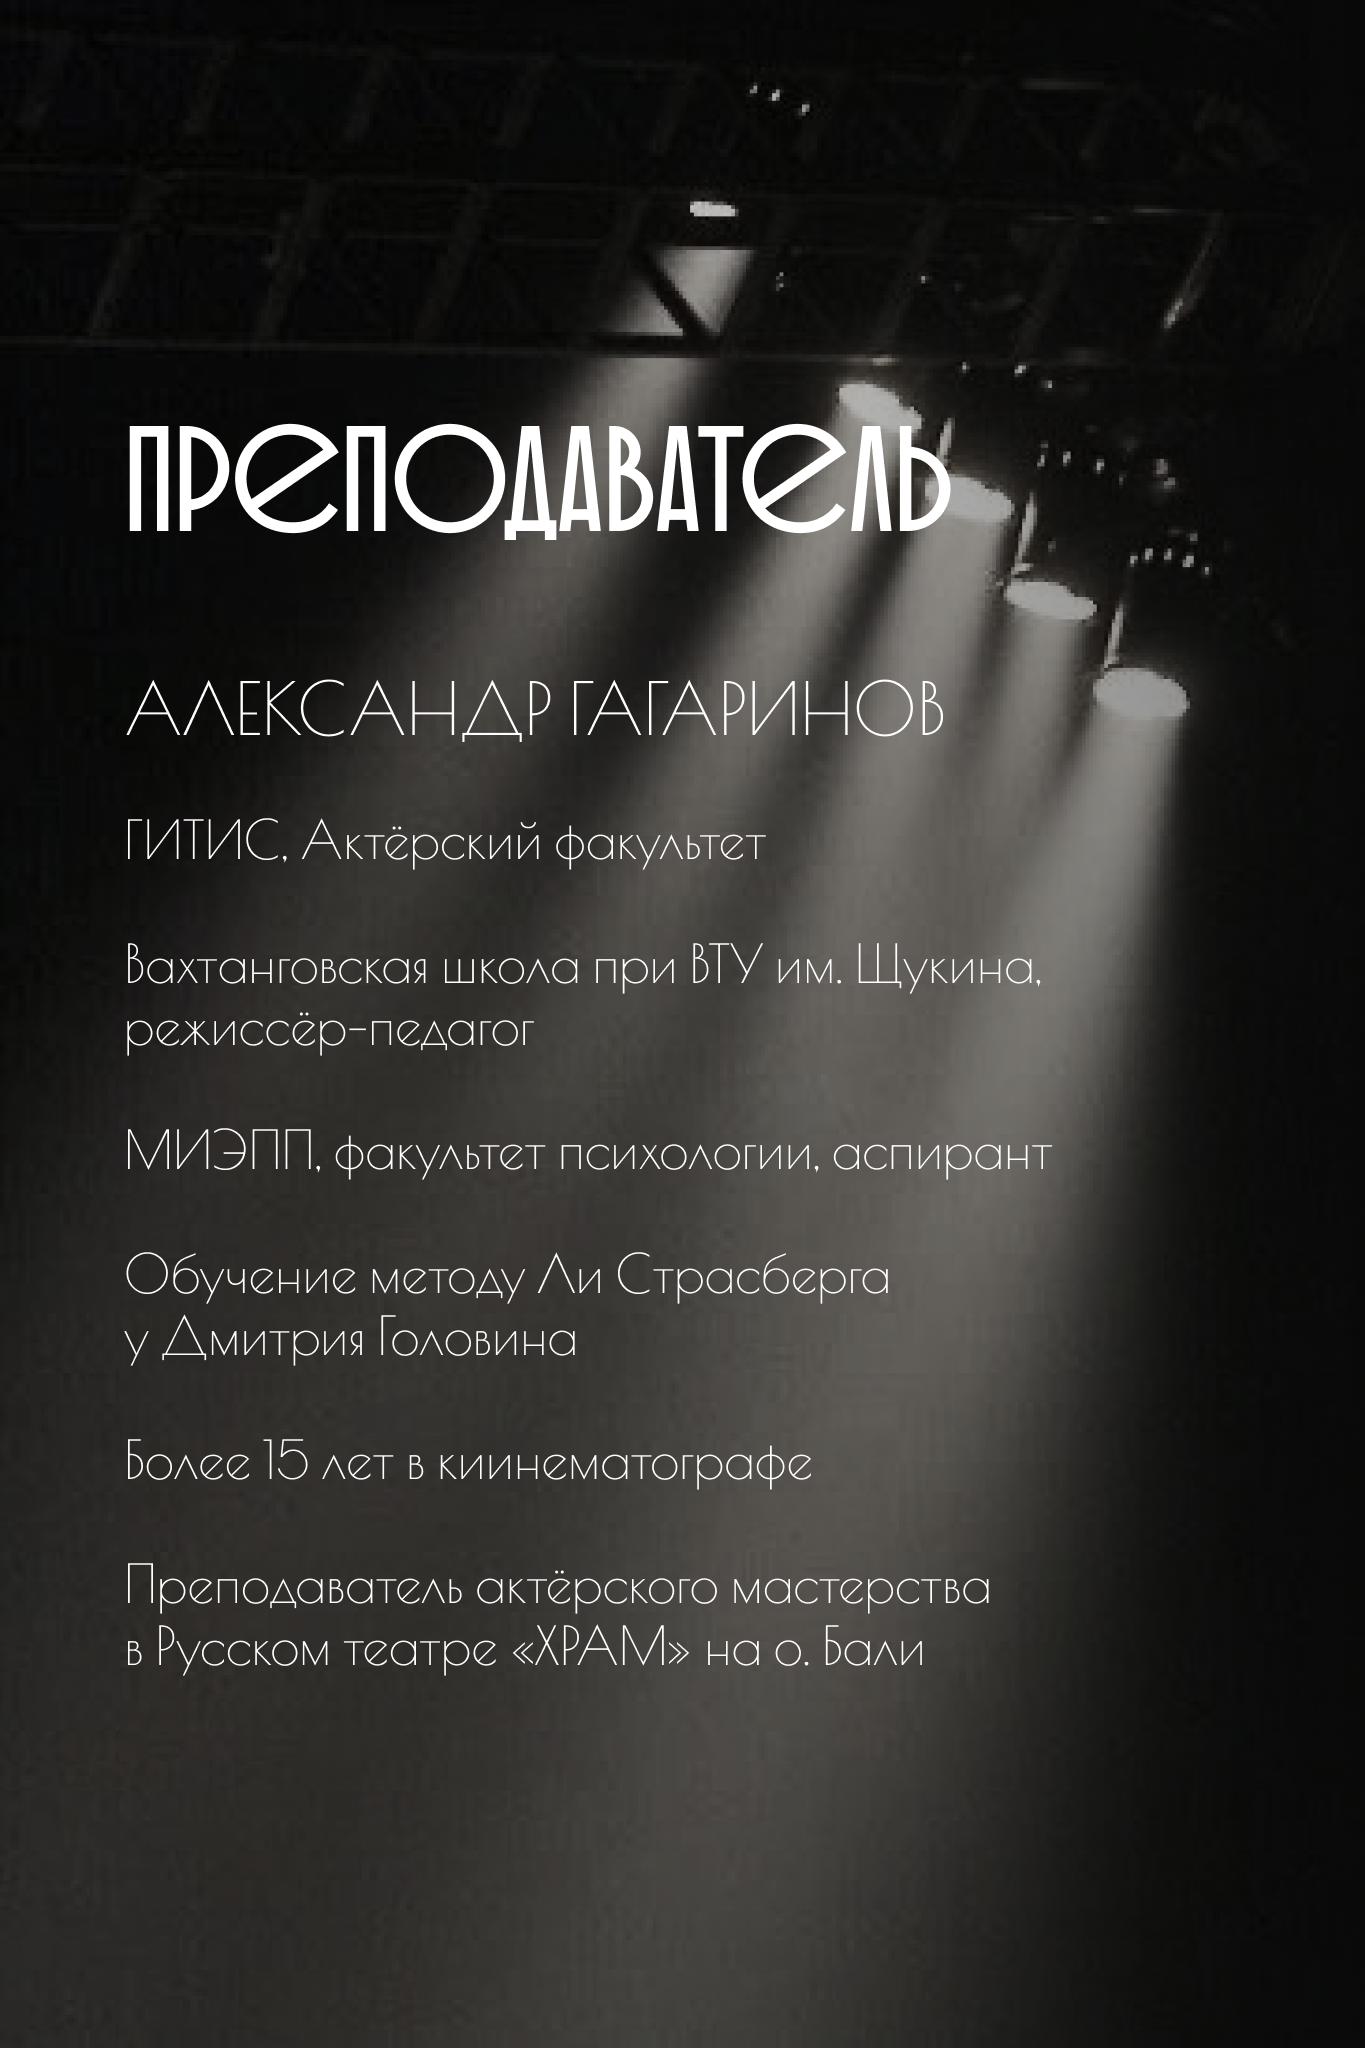 ПРЕПОДАВАТЕЛЬ
АЛЕКСАНДР ГАГАРИНОВ
ГИТИС, Актёрский факультет
Вахтанговская школа при ВТУ им. Щукина,
режиссёр-педагог
МИЭПП, факультет психологии, аспирант
Обучение методу Ли Страсберга
у Дмитрия Головина
Более 15 лет в киинематографе
Преподаватель актёрского мастерства
в Русском театре «ХРАМ» на о. Бали